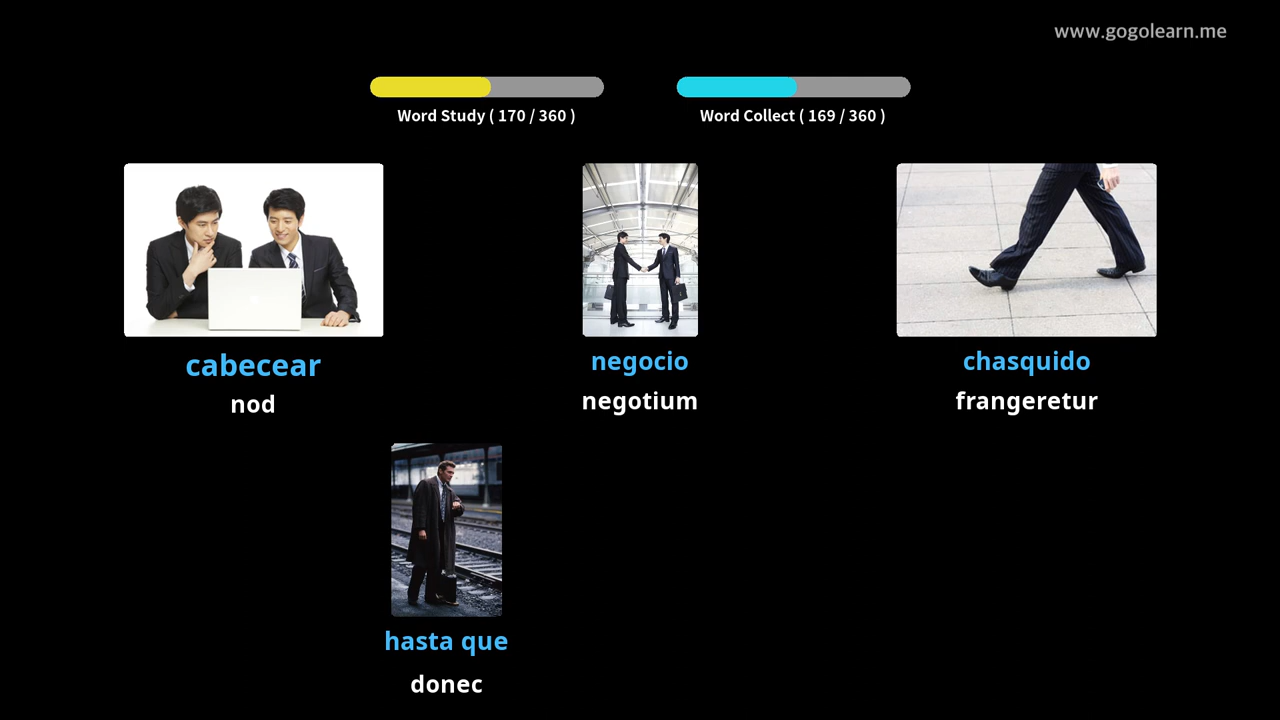 www.gogolearn.me
Word Study ( 170 / 360 )
Word Collect ( 169 / 360 )
cabecear
nod
negocio
negotium
chasquido
frangeretur
hasta que
donec